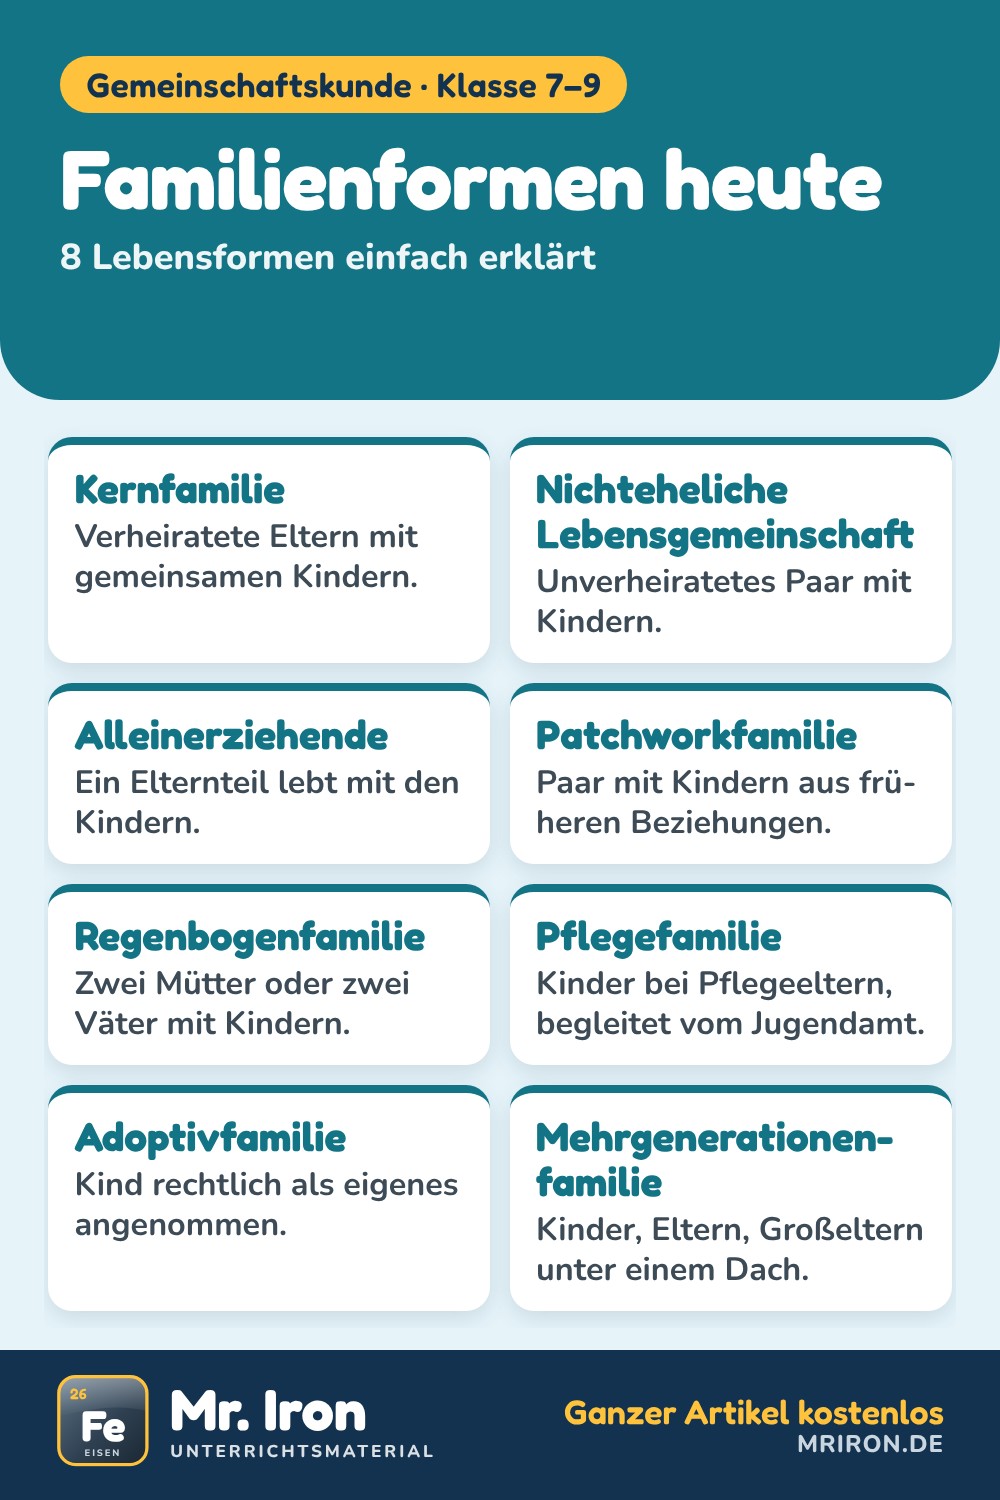 Gemeinschaftskunde · Klasse 7–9
Familienformen heute
8 Lebensformen einfach erklärt
Kernfamilie
Verheiratete Eltern mit
gemeinsamen Kindern.
Nichteheliche
Lebensgemeinschaft
Unverheiratetes Paar mit
Kindern.
Alleinerziehende
Ein Elternteil lebt mit den
Kindern.
Patchworkfamilie
Paar mit Kindern aus frü-
heren Beziehungen.
Regenbogenfamilie
Zwei Mütter oder zwei
Väter mit Kindern.
Pflegefamilie
Kinder bei Pflegeeltern,
begleitet vom Jugendamt.
Adoptivfamilie
Kind rechtlich als eigenes
angenommen.
Mehrgenerationen-
familie
Kinder, Eltern, Großeltern
unter einem Dach.
26
Fe
EISEN
Mr. Iron
UNTERRICHTSMATERIAL
Ganzer Artikel kostenlos
MRIRON.DE